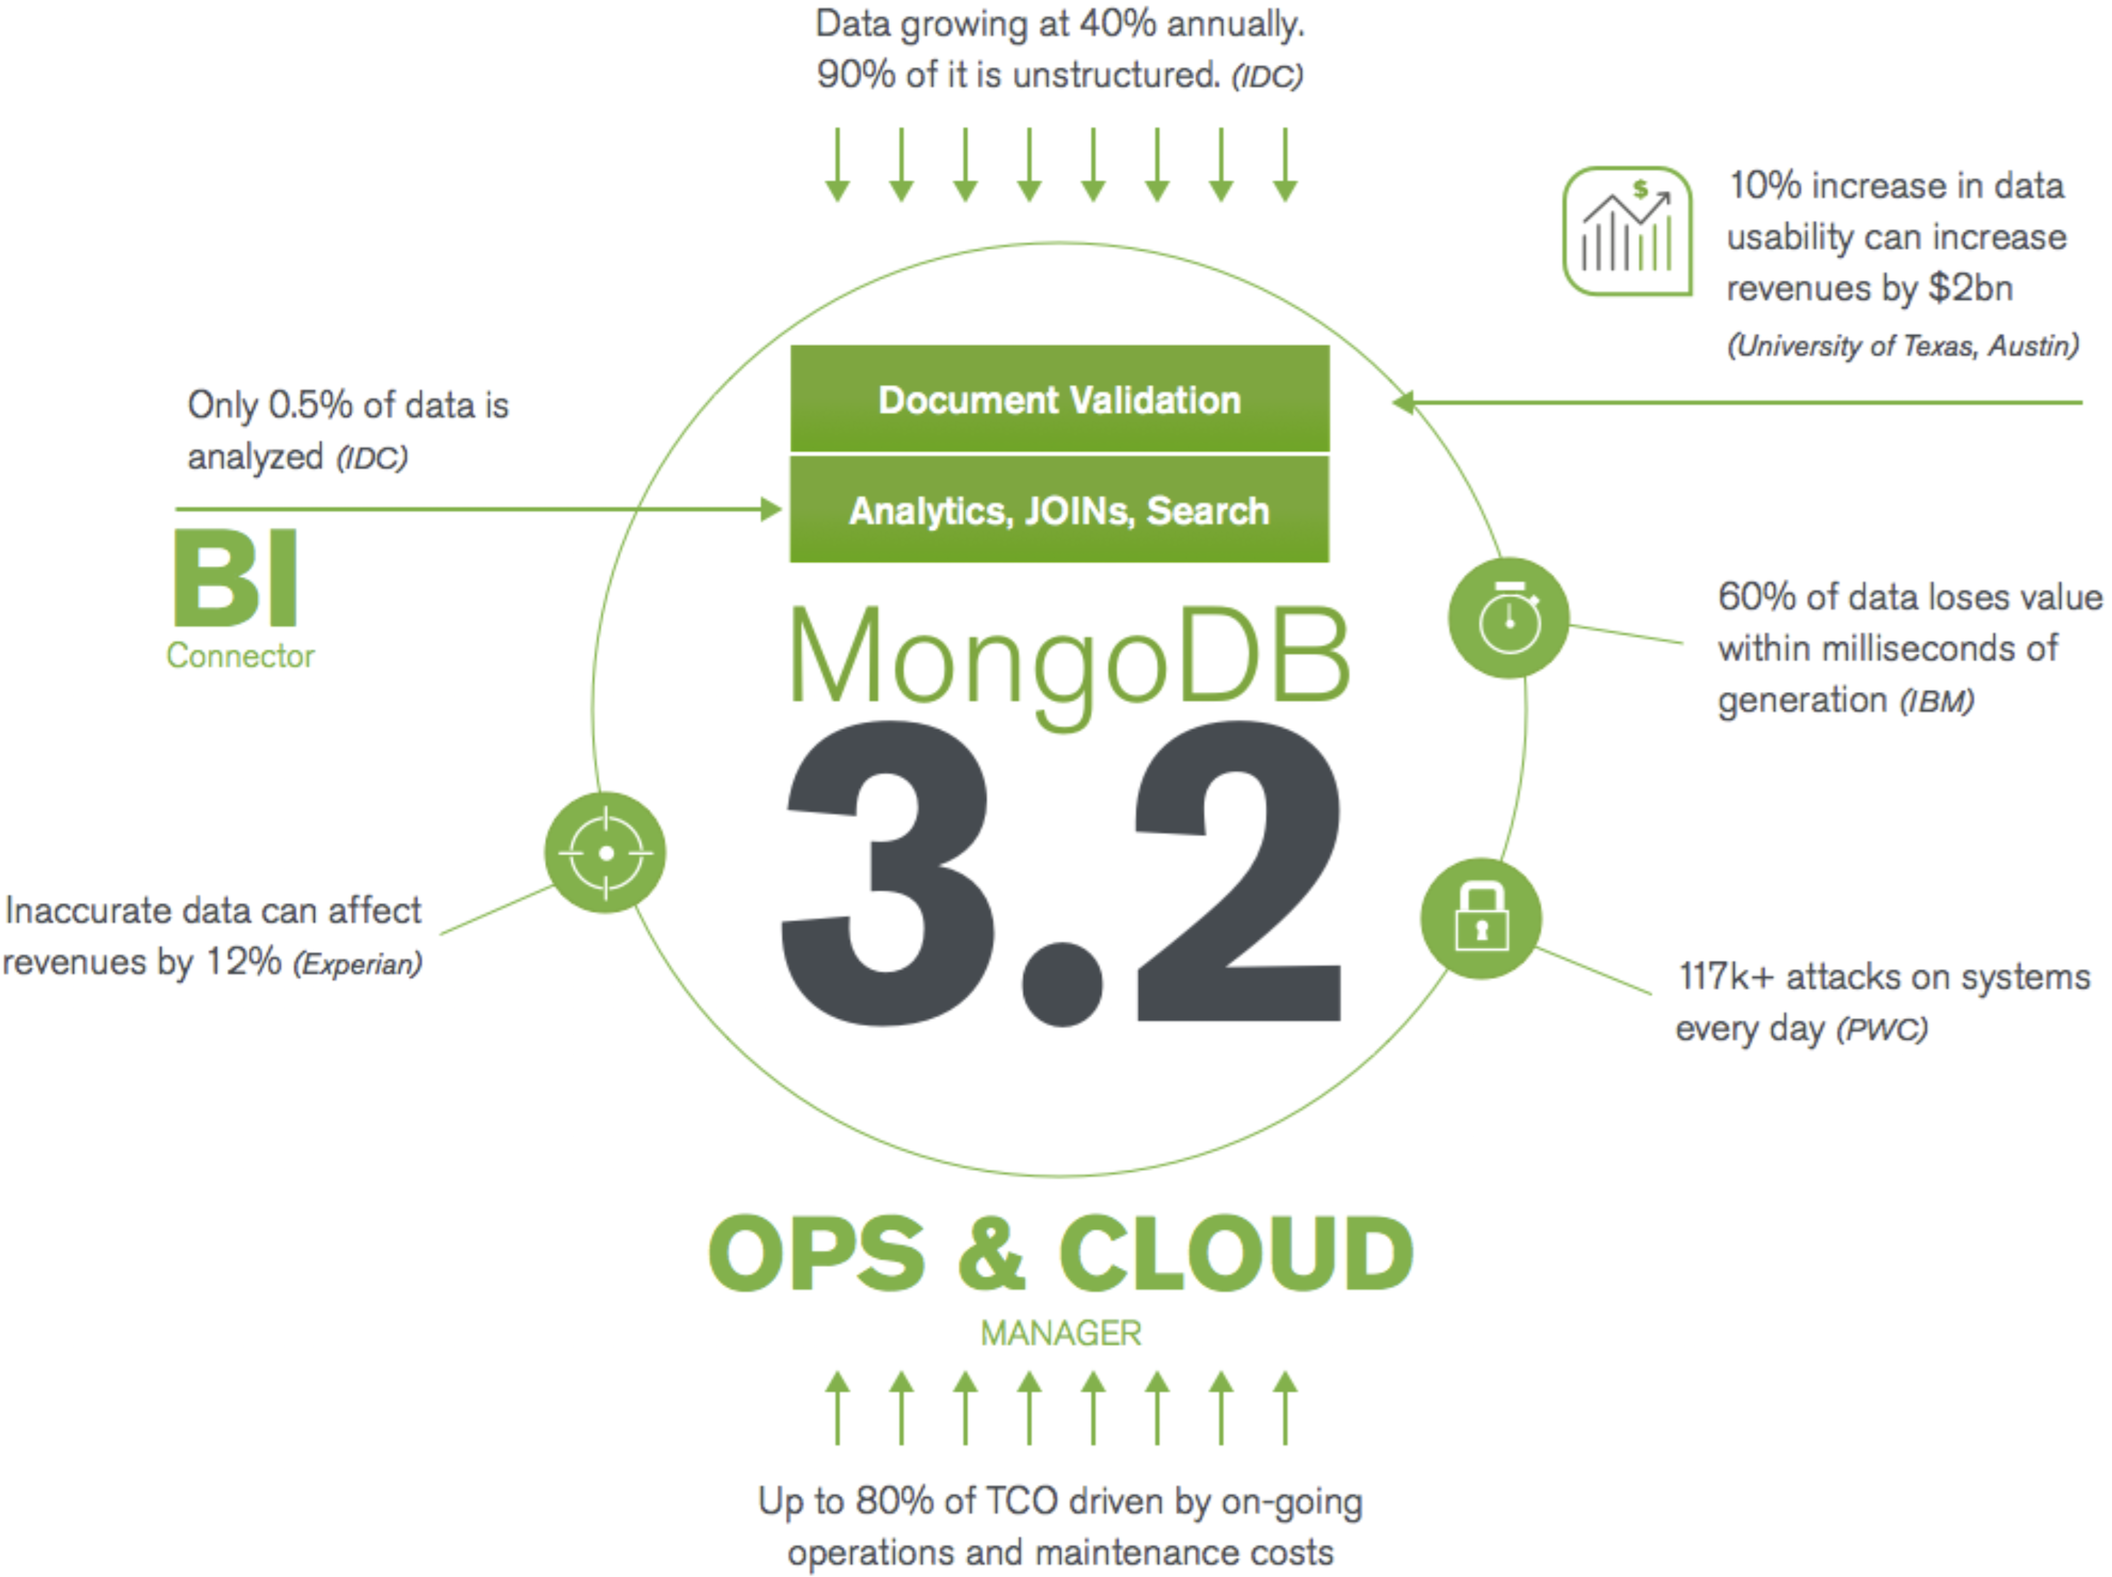 Data growing at 40% annually.
90% of it is unstructured. (IDC)
$
10% increase in data
usability can increase
revenues by $2bn
(University of Texas, Austin)
Document Validation
Only 0.5% of data is
analyzed (IDC)
Analytics, JOINs, Search
BI
Connector
MongoDB
3.2
60% of data loses value
within milliseconds of
generation (IBM)
Inaccurate data can affect
revenues by 12% (Experian)
117k+ attacks on systems
every day (PWC)
OPS & CLOUD
MANAGER
Up to 80% of TCO driven by on-going
operations and maintenance costs